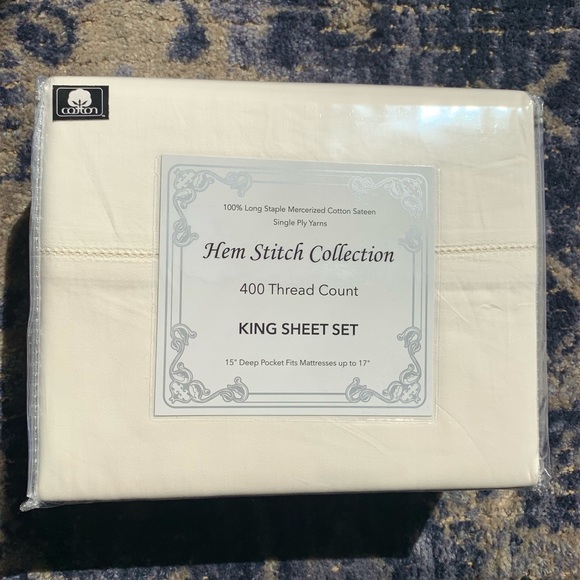 cotton
100% Long Staple Mercerized Cotton Sateen
Single Ply Yarns
Hem Stitch Collection
400 Thread Count
KING SHEET SET
15" Deep Pocket Fits Mattresses up to 17"